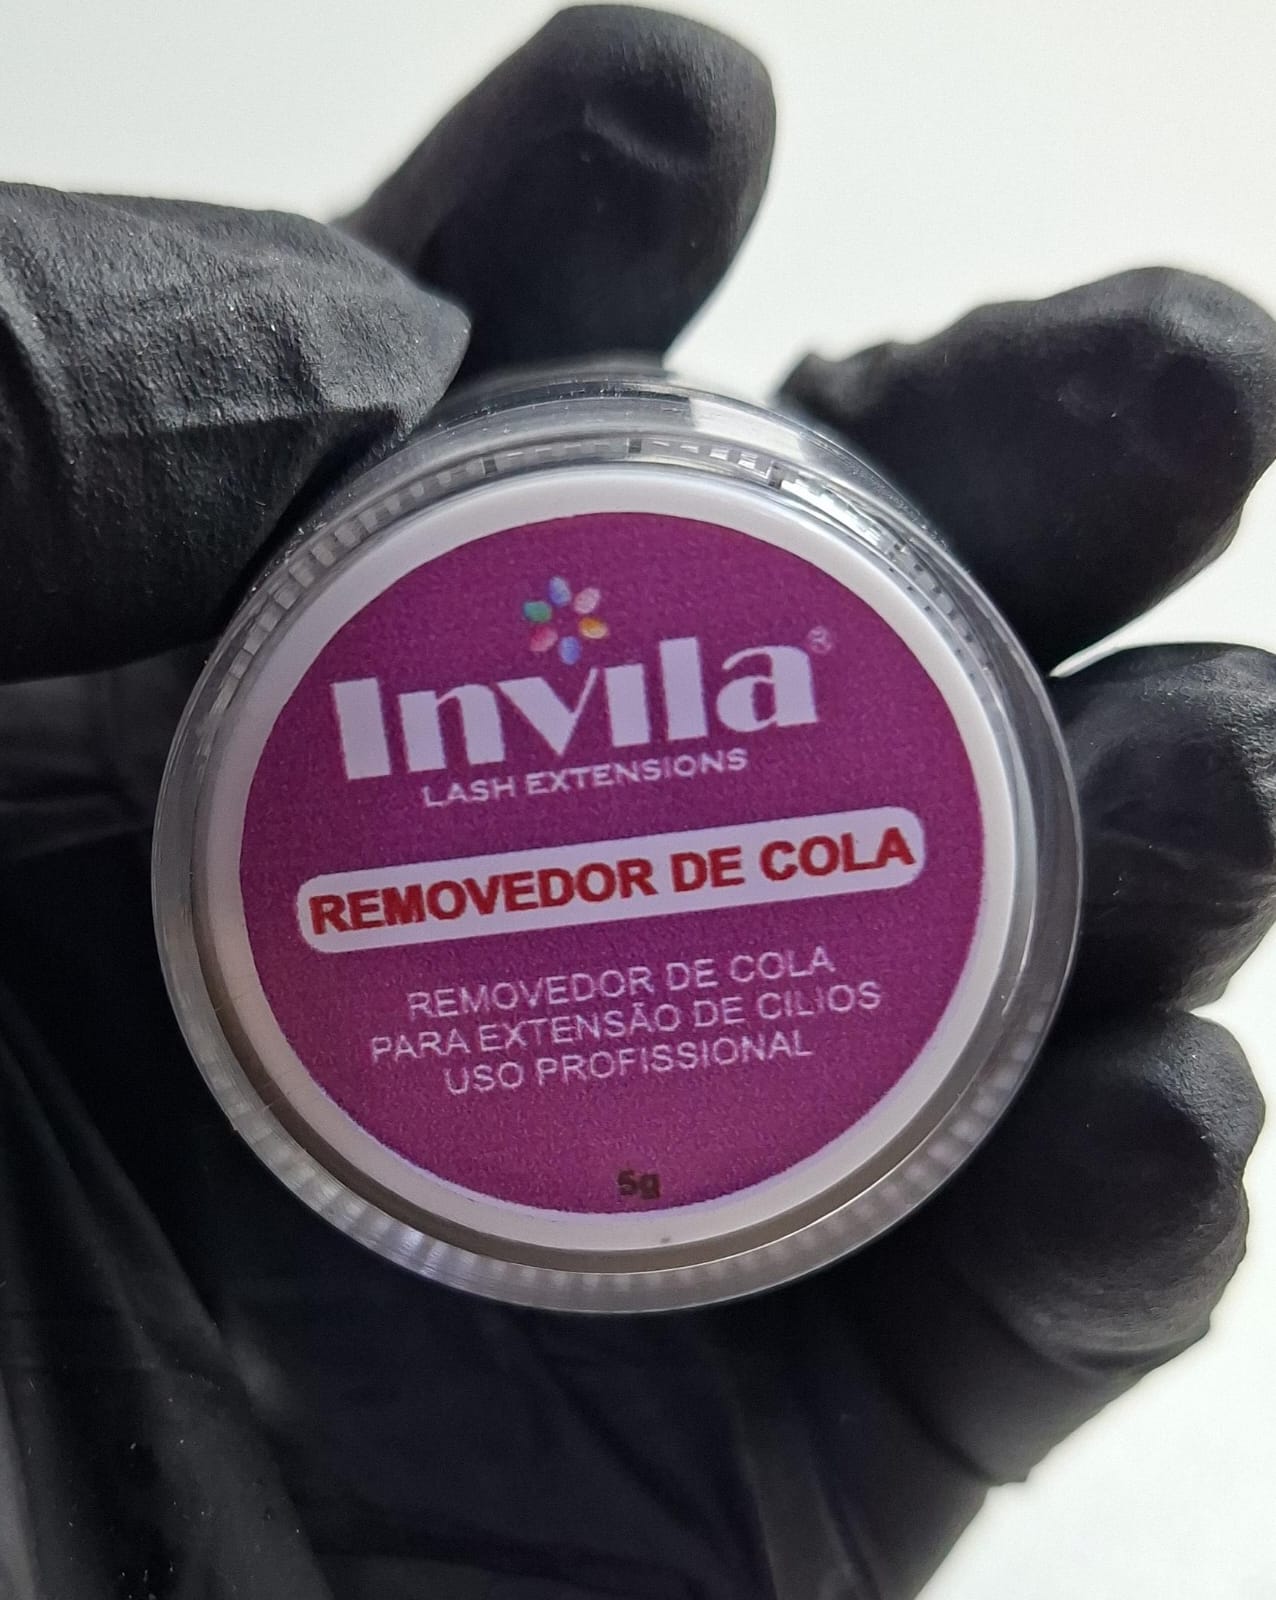 Invila®
LASH EXTENSIONS
REMOVEDOR DE COLA
REMOVEDOR DE COLA
PARA EXTENSÃO DE CILIOS
USO PROFISSIONAL
5g